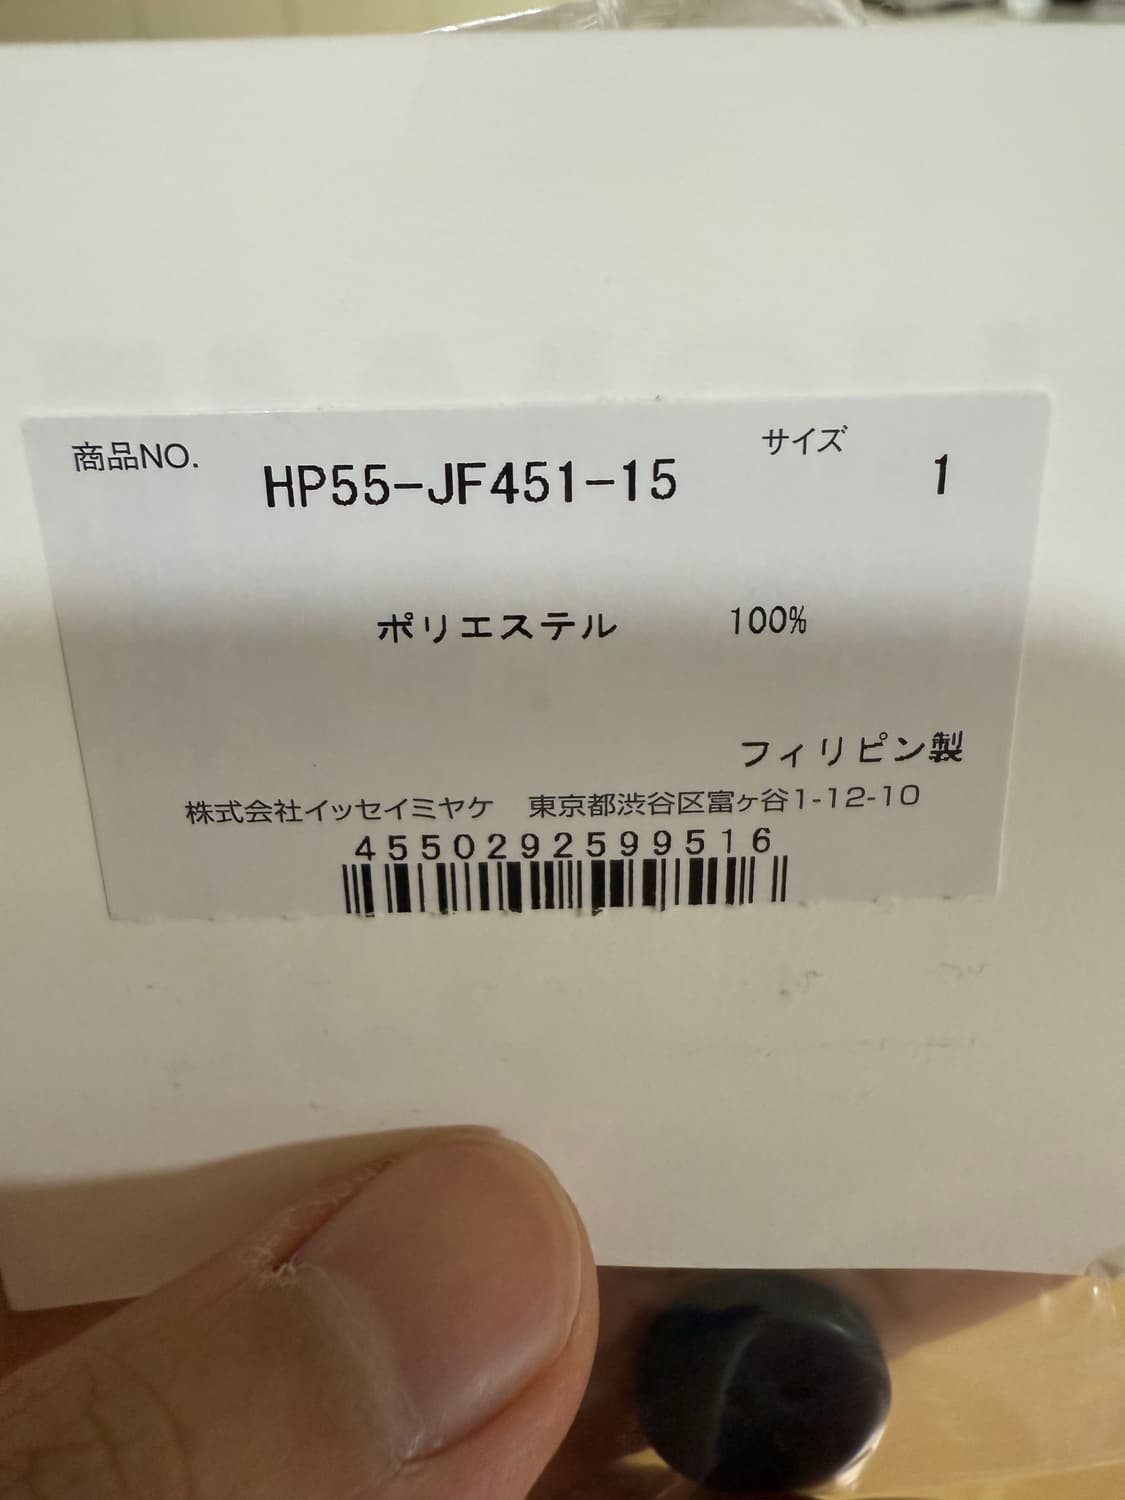 商品NO. HP55-JF451-15 サイズ 1
ポリエステル 100%
フィリピン製
株式会社イッセイミヤケ 東京都渋谷区富ヶ谷1-12-10
4550292599516